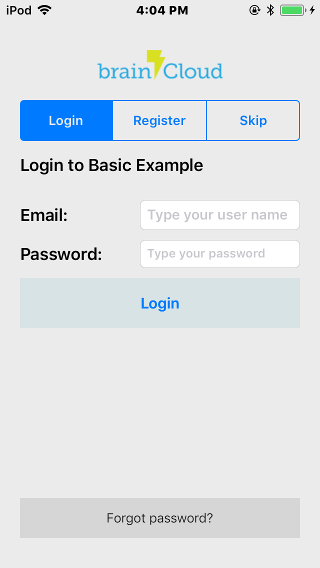 iPod 4:04 PM
brainCloud
Login Register Skip
Login to Basic Example
Email: Type your user name
Password: Type your password
Login
Forgot password?